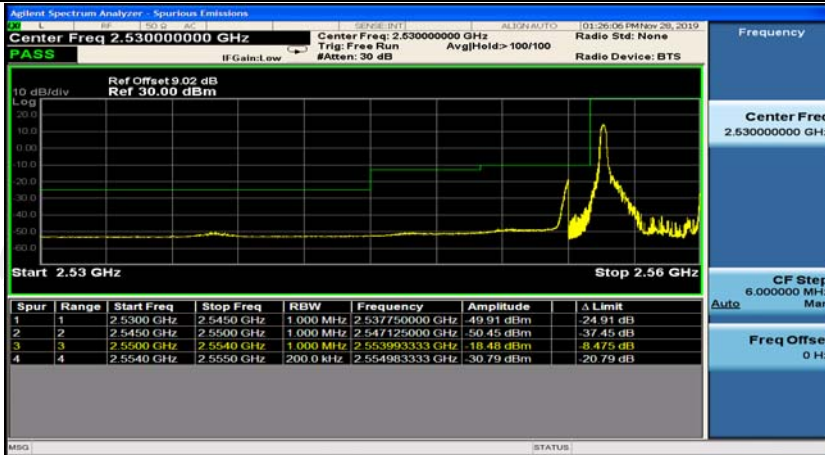 Agilent Spectrum Analyzer - Spurious Emissions
L RF 50 Ω AC SENSE:INT ALIGN AUTO 01:26:06 PM Nov 28, 2019
Center Freq 2.530000000 GHz Center Freq: 2.530000000 GHz Radio Std: None Frequency
Trig: Free Run Avg|Hold:> 100/100
PASS IFGain:Low #Atten: 30 dB Radio Device: BTS
Ref Offset 9.02 dB
10 dB/div Ref 30.00 dBm
Log
20.0
10.0
0.00
-10.0
-20.0
-30.0
-40.0
-50.0
-60.0
Start 2.53 GHz Stop 2.56 GHz
Center Freq
2.530000000 GHz
CF Step
6.000000 MHz
Auto Man
Freq Offset
0 Hz
Spur Range Start Freq Stop Freq RBW Frequency Amplitude Δ Limit
1 1 2.5300 GHz 2.5450 GHz 1.000 MHz 2.537750000 GHz -49.91 dBm -24.91 dB
2 2 2.5450 GHz 2.5500 GHz 1.000 MHz 2.547125000 GHz -50.45 dBm -37.45 dB
3 3 2.5500 GHz 2.5540 GHz 1.000 MHz 2.553993333 GHz -18.48 dBm -8.475 dB
4 4 2.5540 GHz 2.5550 GHz 200.0 kHz 2.554983333 GHz -30.79 dBm -20.79 dB
MSG STATUS